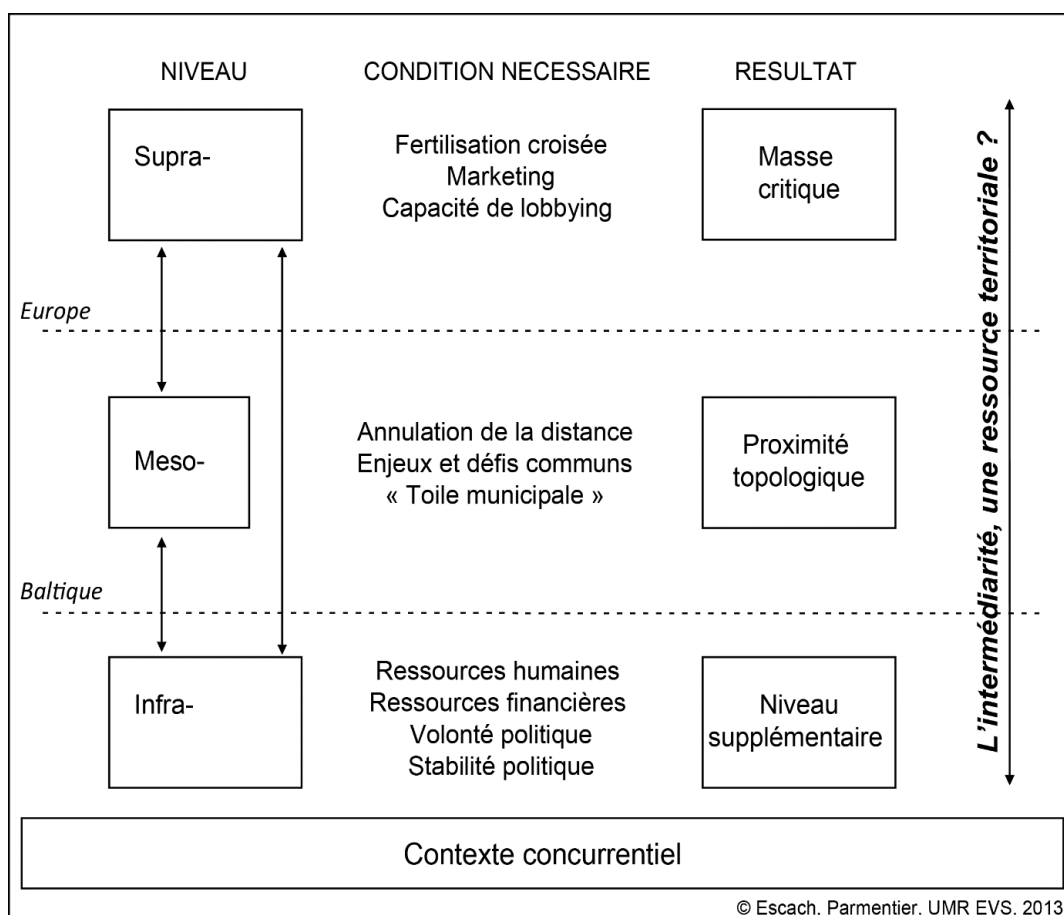 NIVEAU CONDITION NECESSAIRE RESULTAT
Supra-
Fertilisation croisée
Marketing
Capacité de lobbying
Masse
critique
Europe
Meso-
Annulation de la distance
Enjeux et défis communs
« Toile municipale »
Proximité
topologique
Baltique
Infra-
Ressources humaines
Ressources financières
Volonté politique
Stabilité politique
Niveau
supplémentaire
L'intermédiarité, une ressource territoriale ?
Contexte concurrentiel
© Escach, Parmentier, UMR EVS, 2013